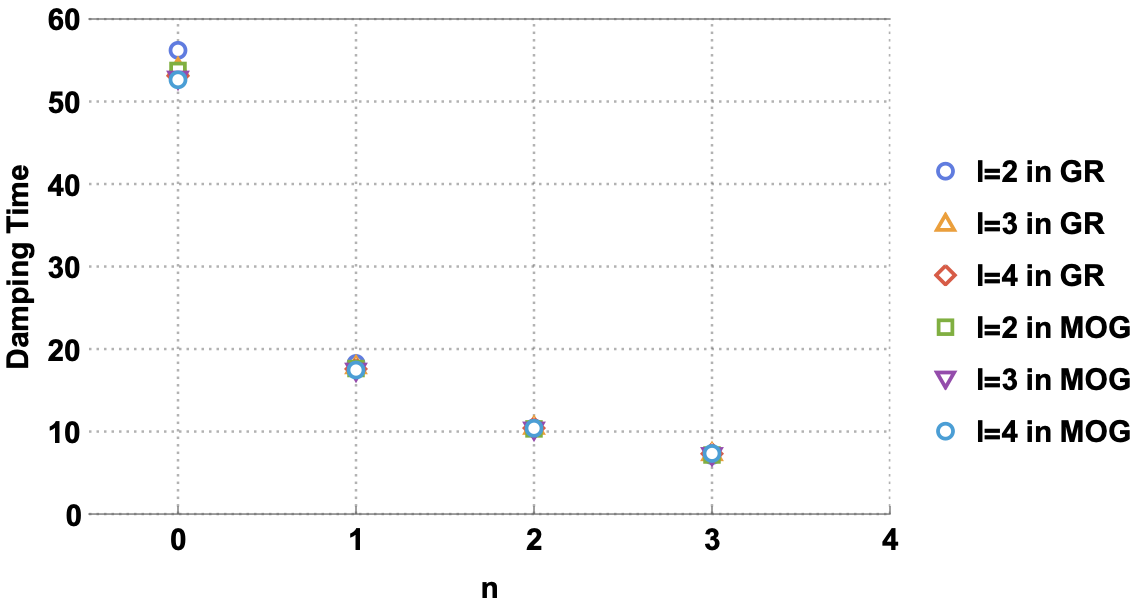 60
50
40
30
20
10
0
Damping Time
0 1 2 3 4
n
l=2 in GR
l=3 in GR
l=4 in GR
l=2 in MOG
l=3 in MOG
l=4 in MOG